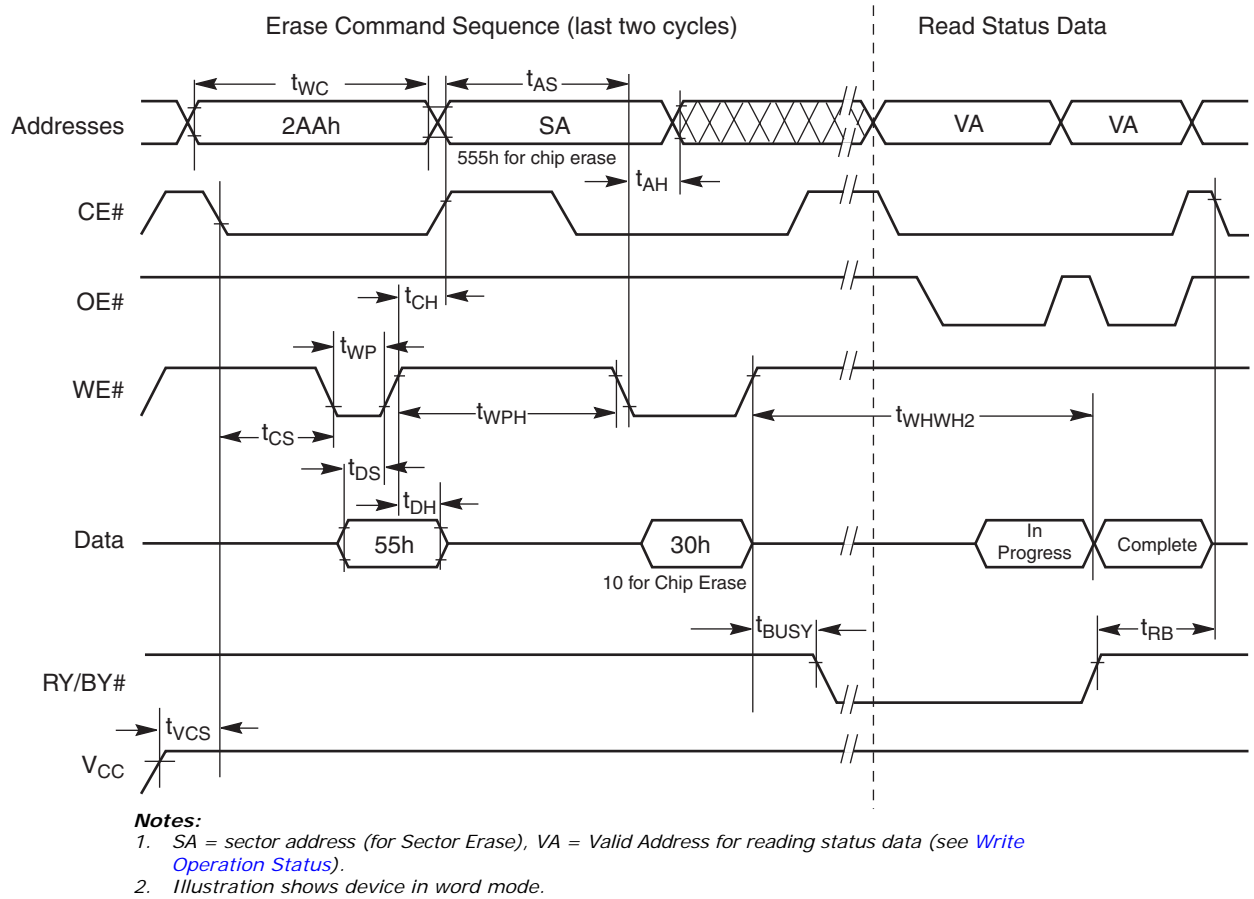 Erase Command Sequence (last two cycles)
Read Status Data
tWC
tAS
Addresses
2AAh
SA
VA
VA
555h for chip erase
tAH
CE#
OE#
tCH
tWP
WE#
tWPH
tWHWH2
tCS
tDS
tDH
Data
55h
30h
In
Progress
Complete
10 for Chip Erase
tBUSY
tRB
RY/BY#
tVCS
VCC
Notes:
1. SA = sector address (for Sector Erase), VA = Valid Address for reading status data (see Write
Operation Status).
2. Illustration shows device in word mode.